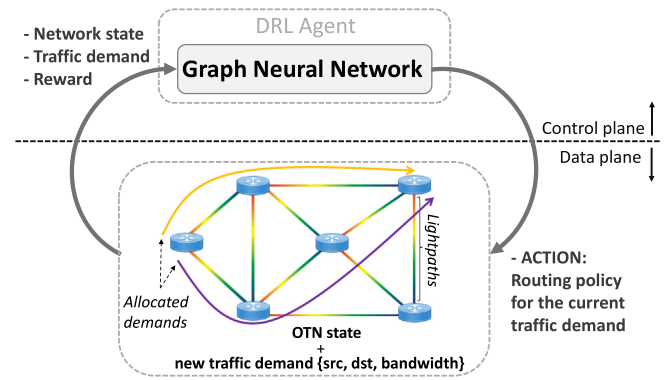 DRL Agent
Graph Neural Network
- Network state
- Traffic demand
- Reward
Control plane
Data plane
Lightpaths
Allocated
demands
- ACTION:
Routing policy
for the current
traffic demand
OTN state
+
new traffic demand {src, dst, bandwidth}